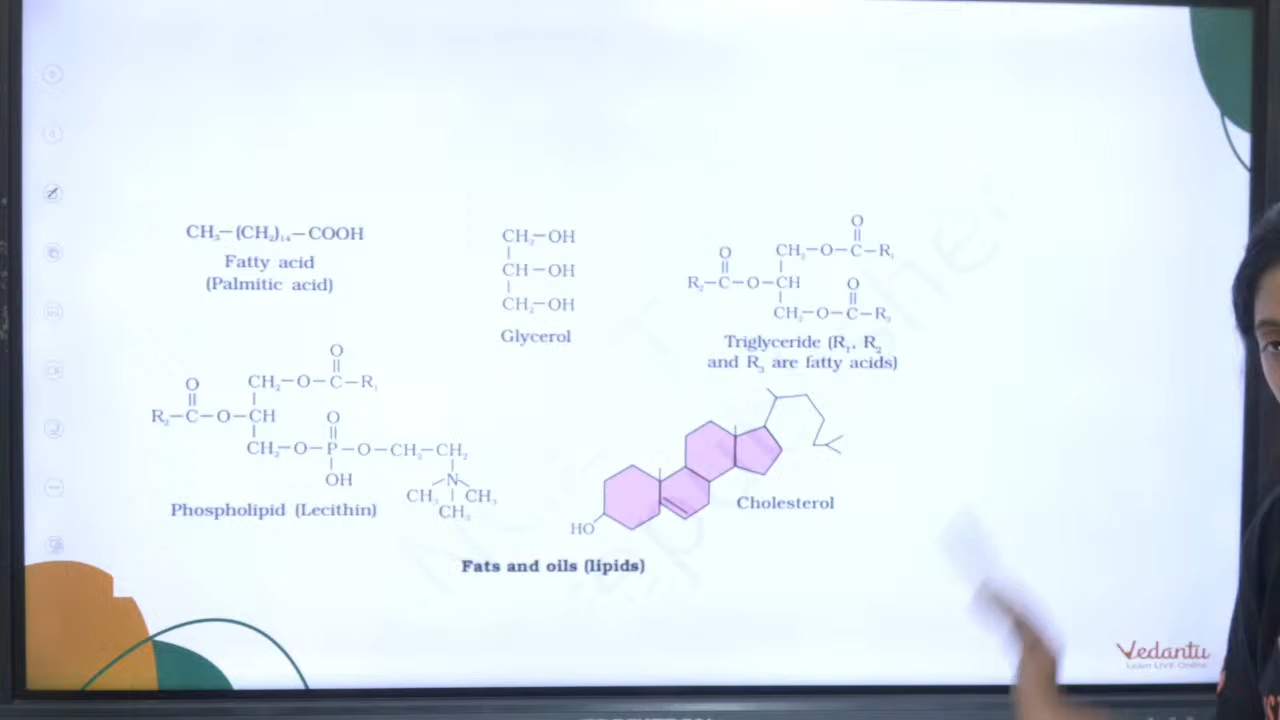 CH₃–(CH₂)₁₄–COOH
Fatty acid
(Palmitic acid)
CH₂–OH
CH–OH
CH₂–OH
Glycerol
O
CH₂–O–C–R₁
O
R₂–C–O–CH
O
CH₂–O–C–R₃
Triglyceride (R₁, R₂
and R₃ are fatty acids)
O
CH₂–O–C–R₁
O
R₂–C–O–CH
O
CH₂–O–P–O–CH₂–CH₂
OH
N
CH₃ CH₃
CH₃
Phospholipid (Lecithin)
HO
Cholesterol
Fats and oils (lipids)
Vedantu
Learn LIVE Online